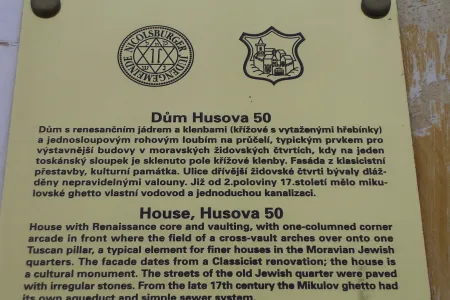 NICOLSBURGER JUDENGEMEINDE
Dům Husova 50
Dům s renesančním jádrem a klenbami (křížové s vytaženými hřebínky)
a jednosloupovým rohovým loubím na průčelí, typickým prvkem pro
výstavnější budovy v moravských židovských čtvrtích, kdy na jeden
toskánský sloupek je sklenuto pole křížové klenby. Fasáda z klasicistní
přestavby, kulturní památka. Ulice dřívější židovské čtvrti bývaly dláž-
děny nepravidelnými valouny. Již od 2.poloviny 17.století mělo miku-
lovské ghetto vlastní vodovod a jednoduchou kanalizaci.
House, Husova 50
House with Renaissance core and vaulting, with one-columned corner
arcade in front where the field of a cross-vault arches over onto one
Tuscan pillar, a typical element for finer houses in the Moravian Jewish
quarters. The facade dates from a Classicist renovation; the house is
a cultural monument. The streets of the old Jewish quarter were paved
with irregular stones. From the late 17th century the Mikulov ghetto had
its own aqueduct and simple sewer system.